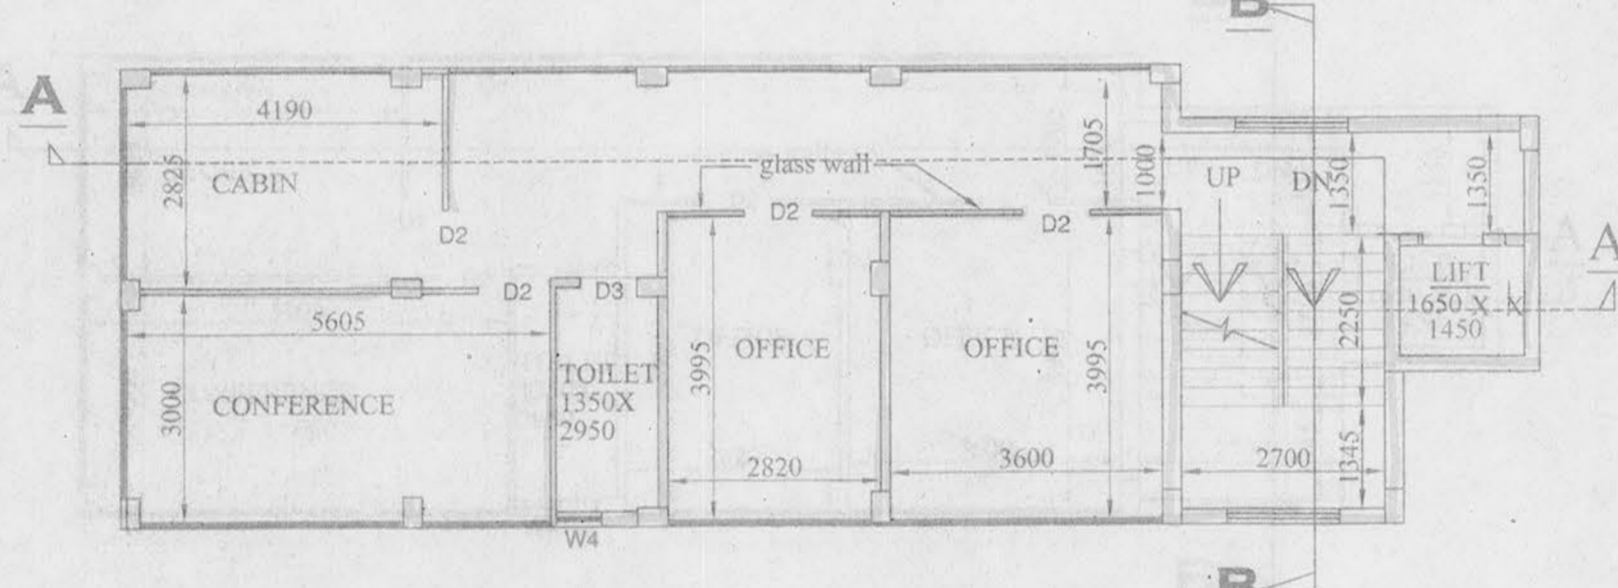 B
A
4190
2825
CABIN
glass wall
1705
1000
UP
DN
1350
1350
D2
D2
D2
A
D2
D3
LIFT
1650 X X
1450
5605
2250
OFFICE
OFFICE
3995
3995
TOILET
1350X
2950
3000
CONFERENCE
2820
3600
2700
1345
W4
B